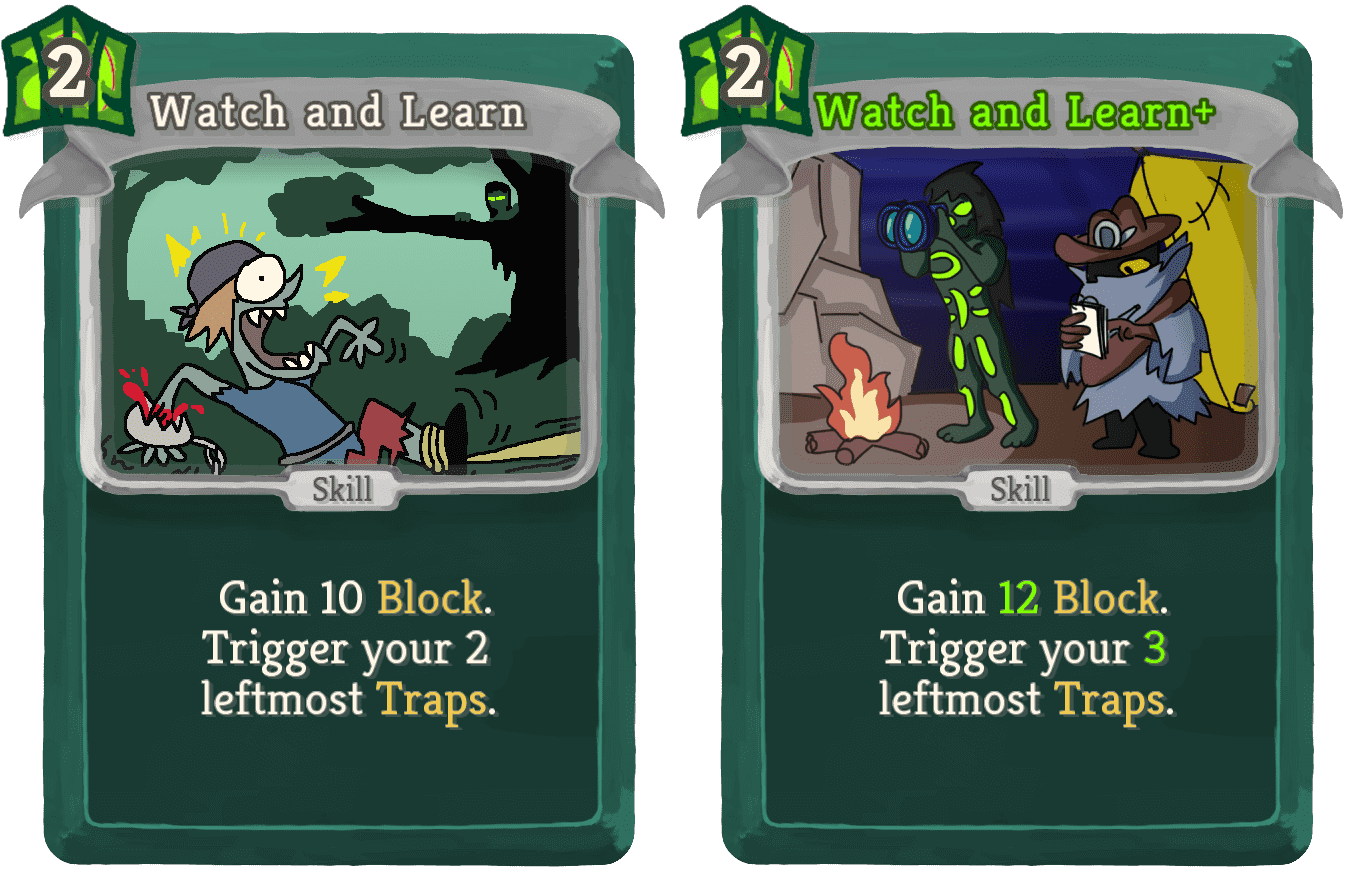 2
Watch and Learn
Skill
Gain 10 Block.
Trigger your 2
leftmost Traps.
2
Watch and Learn+
Skill
Gain 12 Block.
Trigger your 3
leftmost Traps.